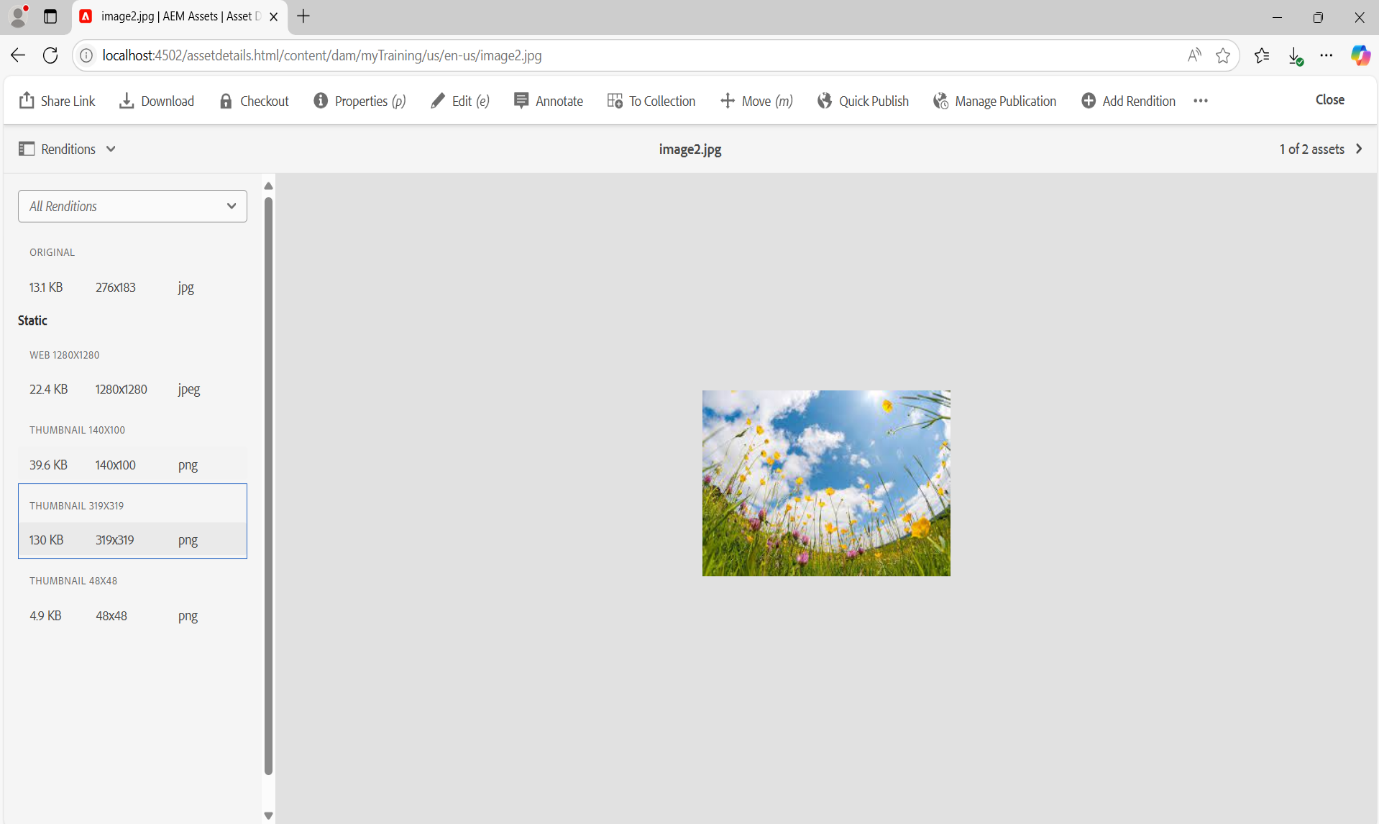 image2.jpg | AEM Assets | Asset D
localhost:4502/assetdetails.html/content/dam/myTraining/us/en-us/image2.jpg
Share Link Download Checkout Properties (p) Edit (e) Annotate To Collection Move (m) Quick Publish Manage Publication Add Rendition Close
Renditions image2.jpg 1 of 2 assets
All Renditions
ORIGINAL
13.1 KB 276x183 jpg
Static
WEB 1280X1280
22.4 KB 1280x1280 jpeg
THUMBNAIL 140X100
39.6 KB 140x100 png
THUMBNAIL 319X319
130 KB 319x319 png
THUMBNAIL 48X48
4.9 KB 48x48 png